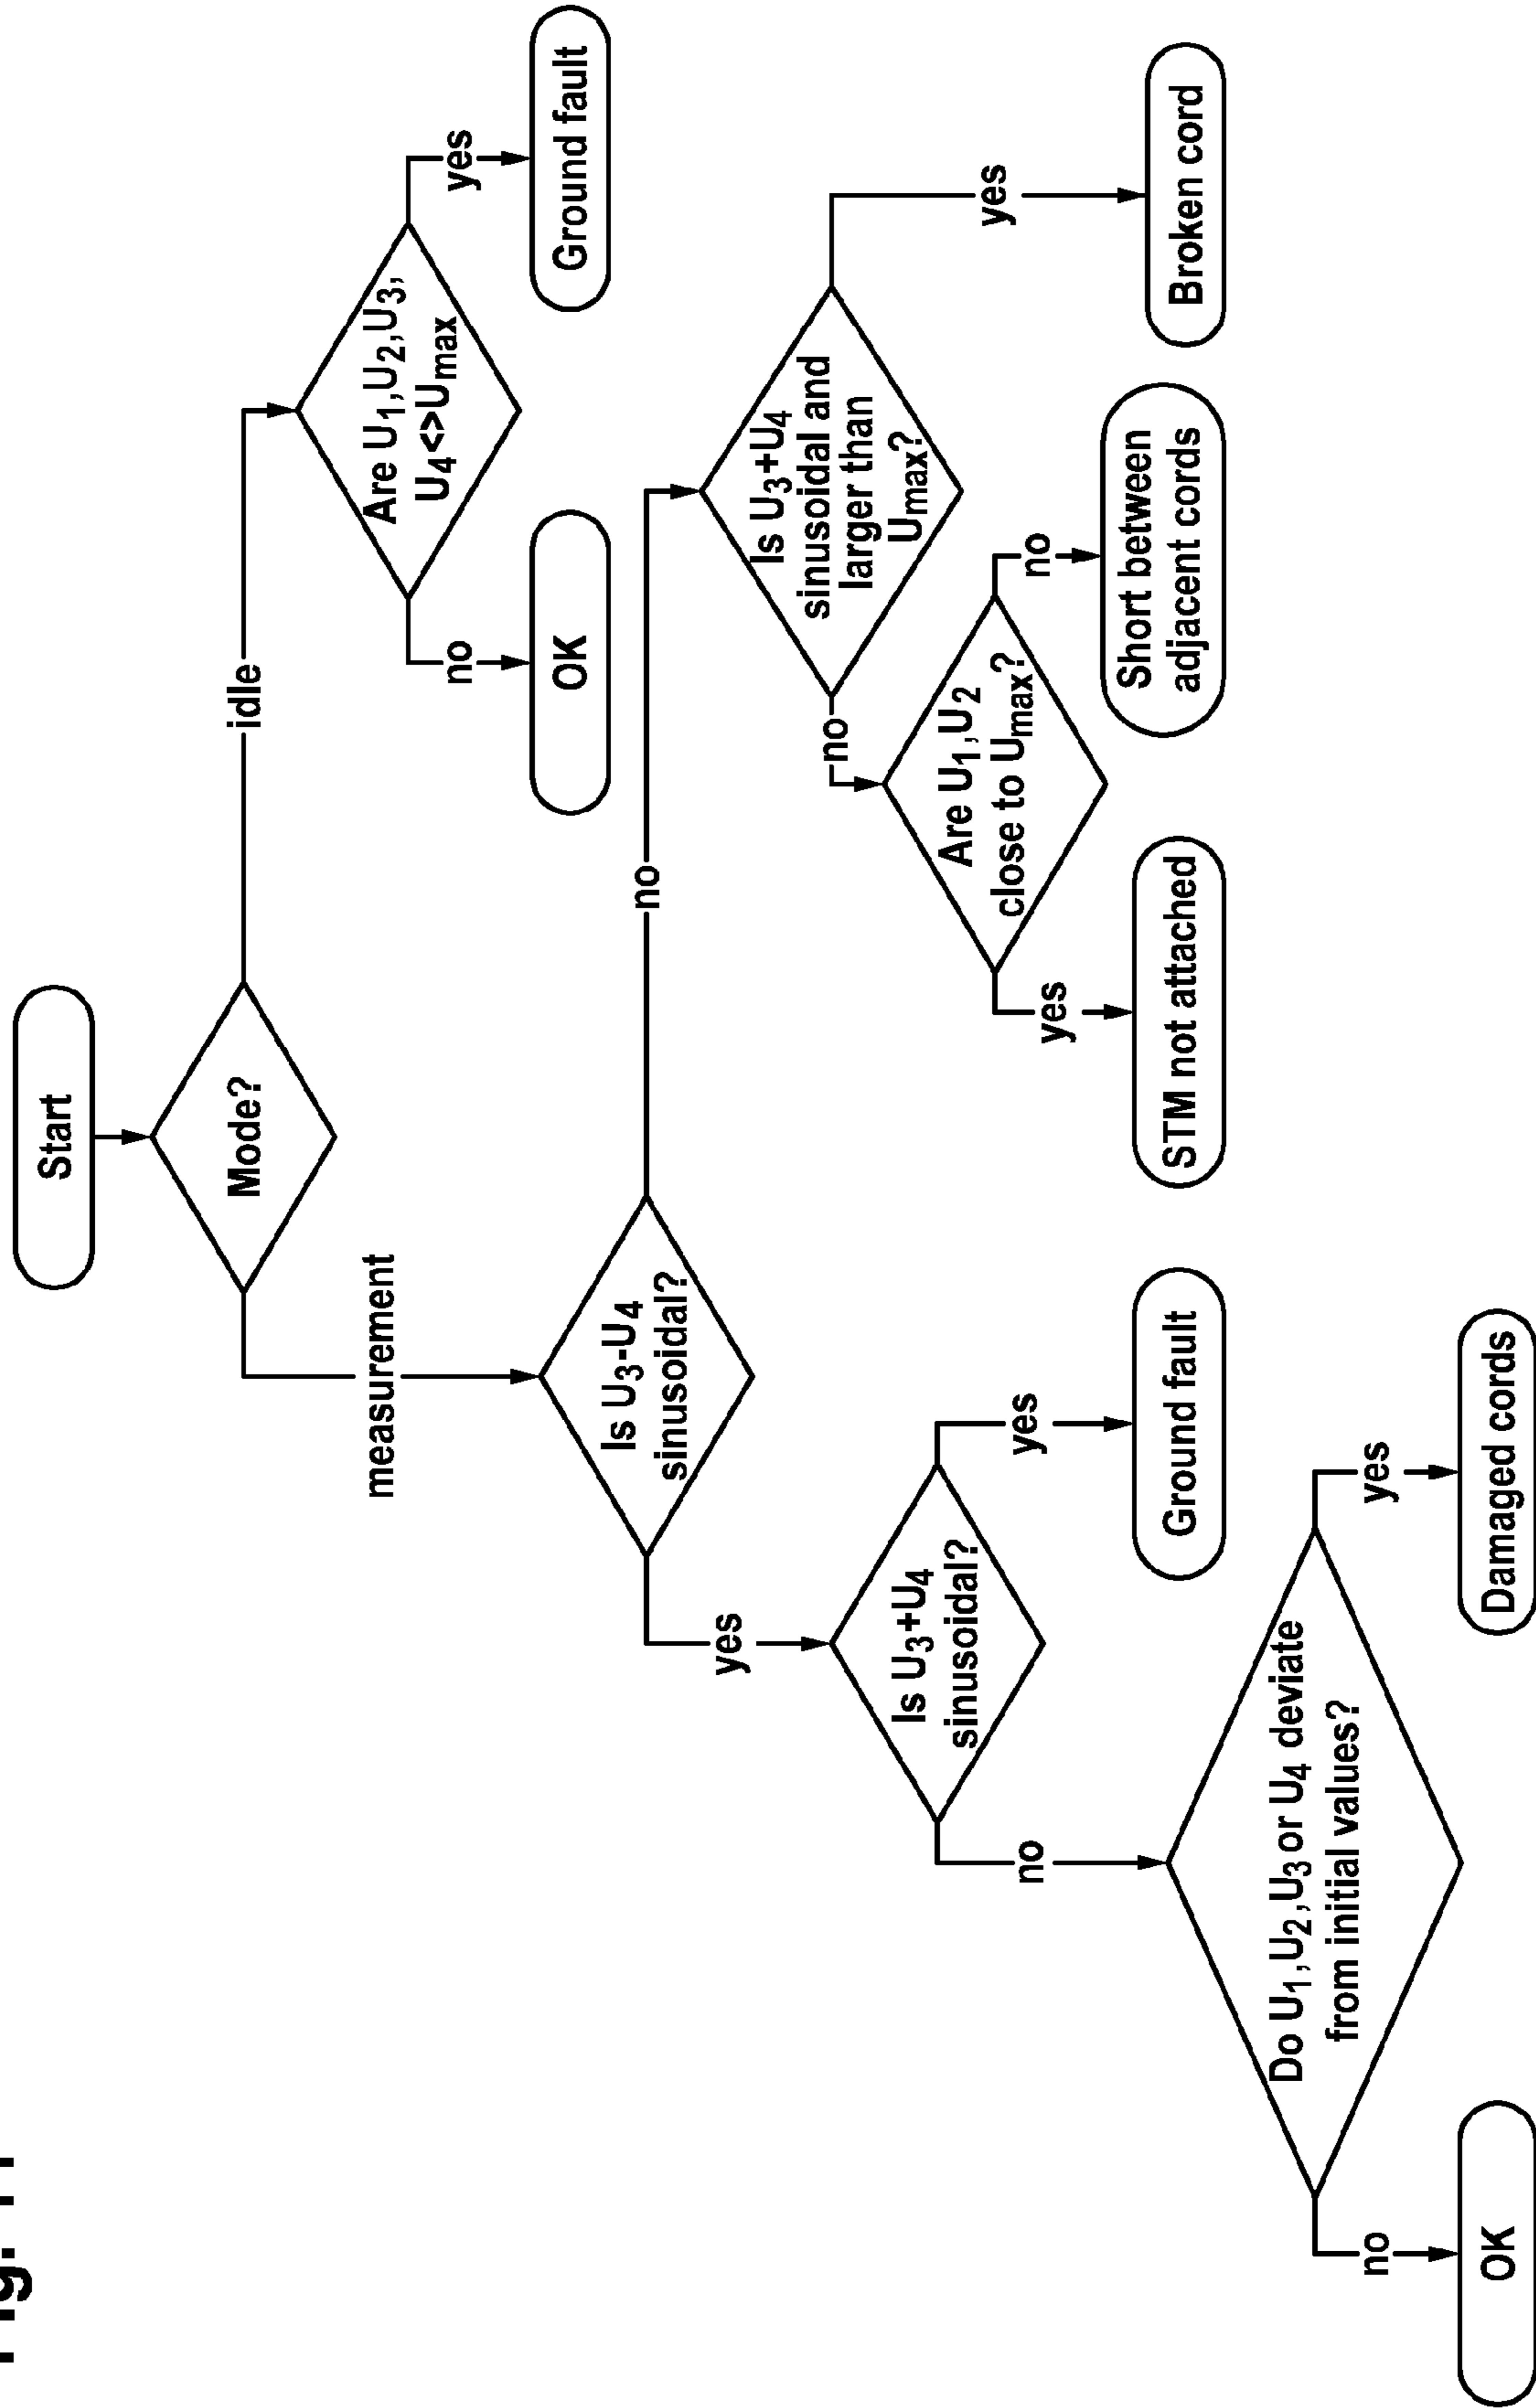 Start
Mode?
measurement
idle
Are U1,U2,U3,
U4<>Umax
no
yes
OK
Ground fault
Is U3-U4
sinusoidal?
yes
no
Is U3+U4
sinusoidal?
no
yes
Ground fault
Do U1,U2,U3 or U4 deviate
from initial values?
no
yes
OK
Damaged cords
Is U3+U4
sinusoidal and
larger than
Umax?
no
yes
Broken cord
Are U1,U2
close to Umax?
yes
no
STM not attached
Short between
adjacent cords